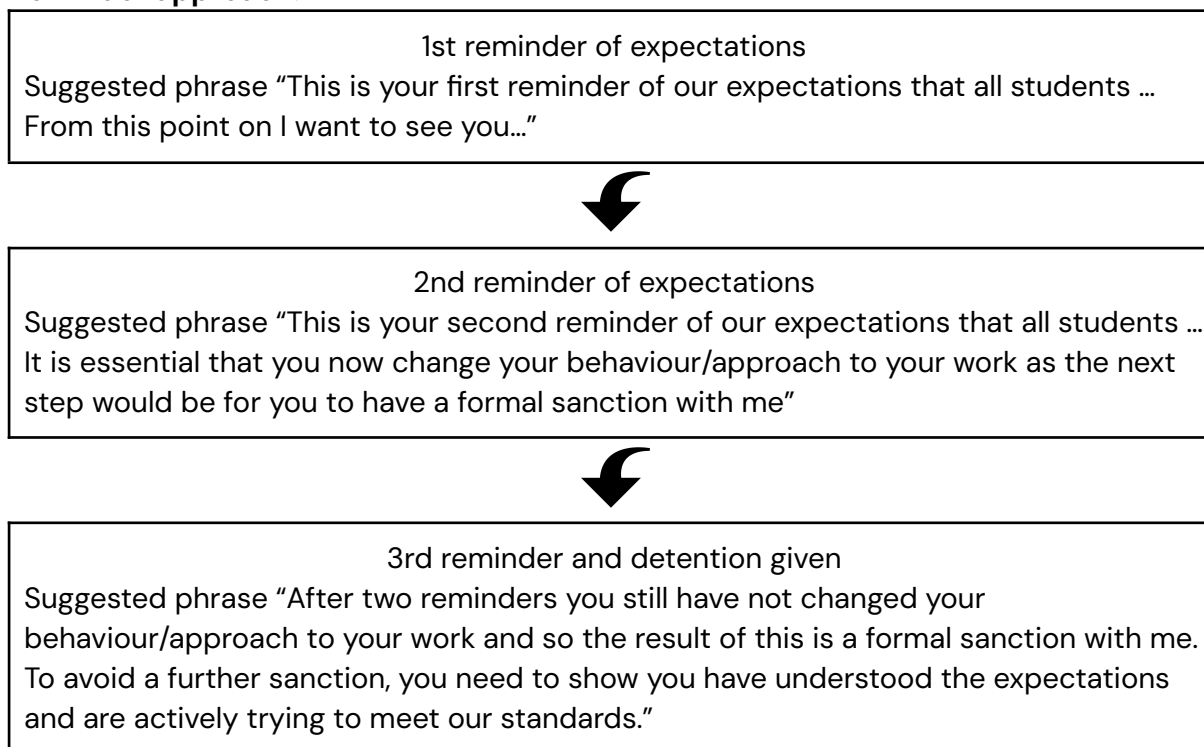 1st reminder of expectations
Suggested phrase “This is your first reminder of our expectations that all students …
From this point on I want to see you…”
2nd reminder of expectations
Suggested phrase “This is your second reminder of our expectations that all students …
It is essential that you now change your behaviour/approach to your work as the next
step would be for you to have a formal sanction with me”
3rd reminder and detention given
Suggested phrase “After two reminders you still have not changed your
behaviour/approach to your work and so the result of this is a formal sanction with me.
To avoid a further sanction, you need to show you have understood the expectations
and are actively trying to meet our standards.”